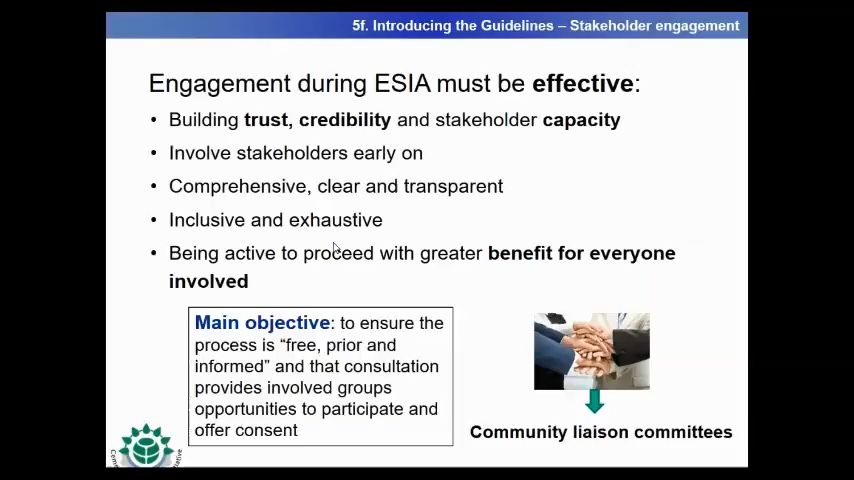 5f. Introducing the Guidelines – Stakeholder engagement
Engagement during ESIA must be effective:
• Building trust, credibility and stakeholder capacity
• Involve stakeholders early on
• Comprehensive, clear and transparent
• Inclusive and exhaustive
• Being active to proceed with greater benefit for everyone
involved
Main objective: to ensure the
process is “free, prior and
informed” and that consultation
provides involved groups
opportunities to participate and
offer consent
Community liaison committees